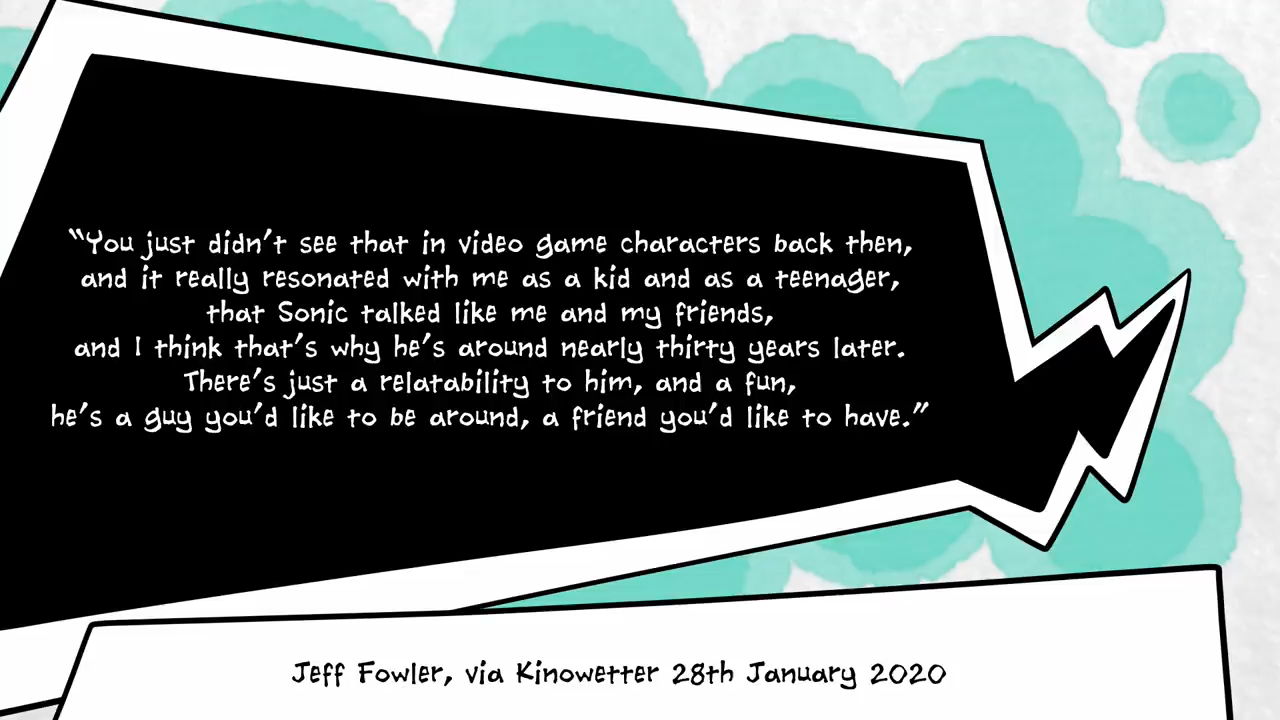 “You just didn’t see that in video game characters back then,
and it really resonated with me as a kid and as a teenager,
that Sonic talked like me and my friends,
and I think that’s why he’s around nearly thirty years later.
There’s just a relatability to him, and a fun,
he’s a guy you’d like to be around, a friend you’d like to have.”
Jeff Fowler, via Kinowetter 28th January 2020